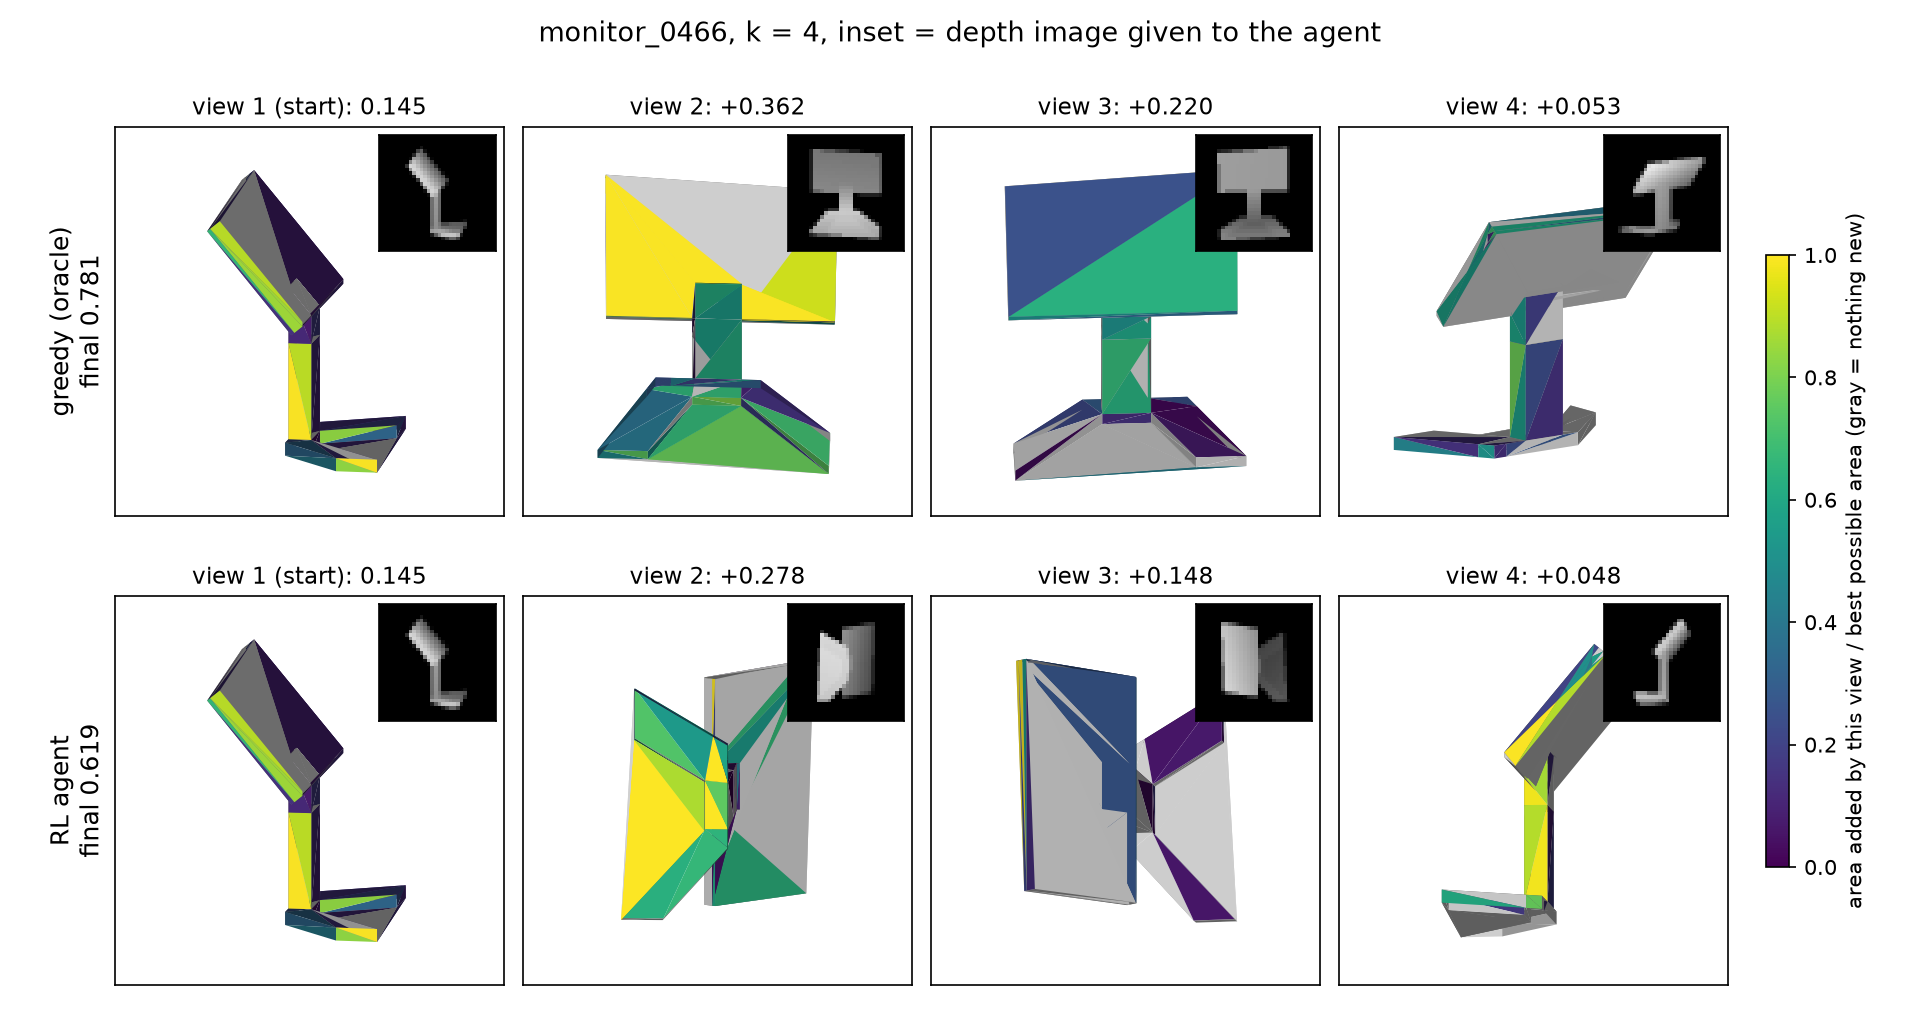 monitor_0466, k = 4, inset = depth image given to the agent
view 1 (start): 0.145
view 2: +0.362
view 3: +0.220
view 4: +0.053
greedy (oracle)
final 0.781
view 1 (start): 0.145
view 2: +0.278
view 3: +0.148
view 4: +0.048
RL agent
final 0.619
1.0
0.8
0.6
0.4
0.2
0.0
area added by this view / best possible area (gray = nothing new)